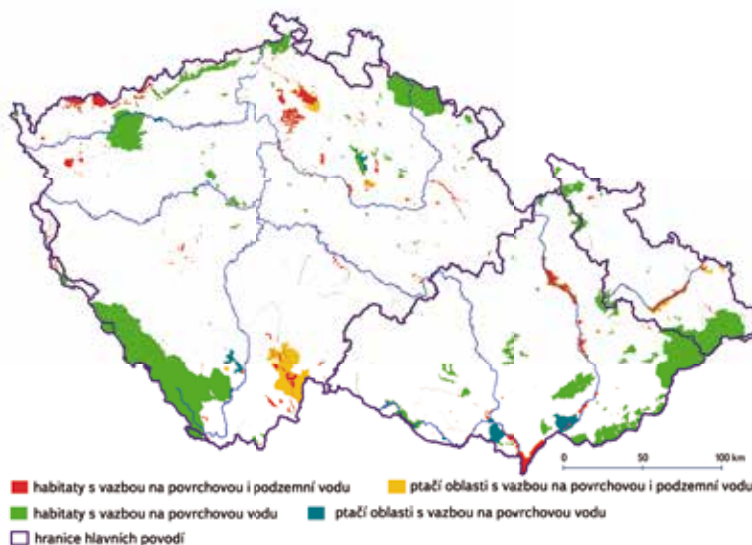 0 50 100 km
habitaty s vazbou na povrchovou i podzemní vodu
ptačí oblasti s vazbou na povrchovou i podzemní vodu
habitaty s vazbou na povrchovou vodu
ptačí oblasti s vazbou na povrchovou vodu
hranice hlavních povodí